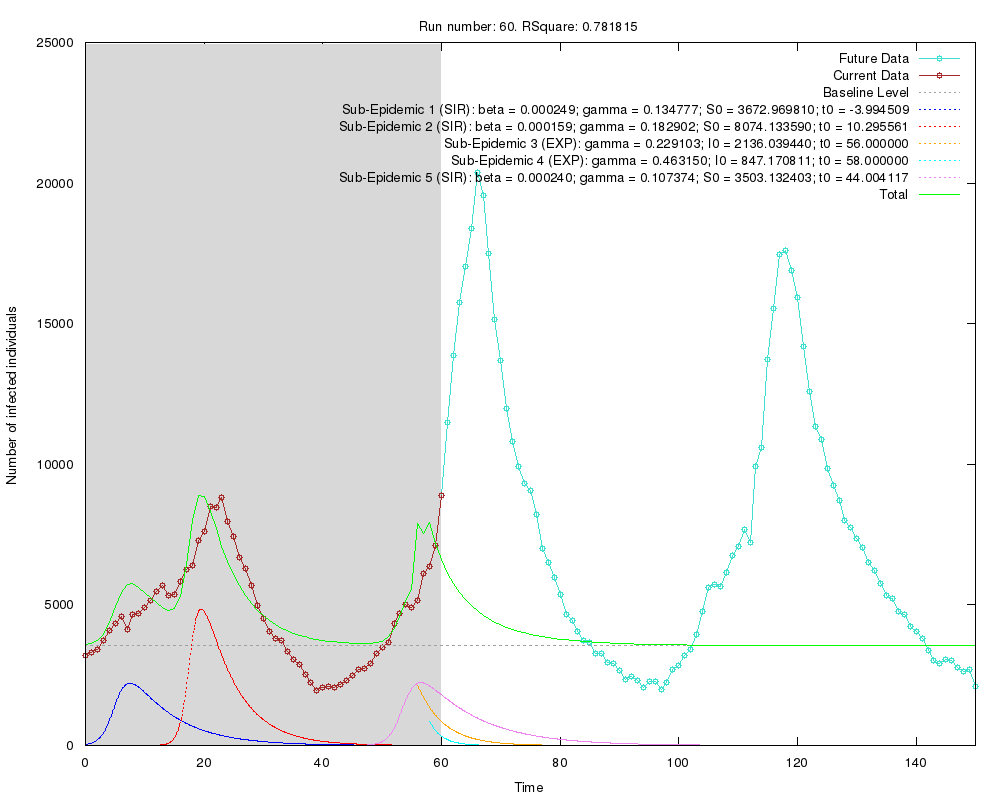 Run number: 60. RSquare: 0.781815
25000
20000
15000
10000
5000
0
Number of infected individuals
Future Data
Current Data
Baseline Level
Sub-Epidemic 1 (SIR): beta = 0.000249; gamma = 0.134777; S0 = 3672.969810; t0 = -3.994509
Sub-Epidemic 2 (SIR): beta = 0.000159; gamma = 0.182902; S0 = 8074.133590; t0 = 10.295561
Sub-Epidemic 3 (EXP): gamma = 0.229103; I0 = 2136.039440; t0 = 56.000000
Sub-Epidemic 4 (EXP): gamma = 0.463150; I0 = 847.170811; t0 = 58.000000
Sub-Epidemic 5 (SIR): beta = 0.000240; gamma = 0.107374; S0 = 3503.132403; t0 = 44.004117
Total
0 20 40 60 80 100 120 140
Time